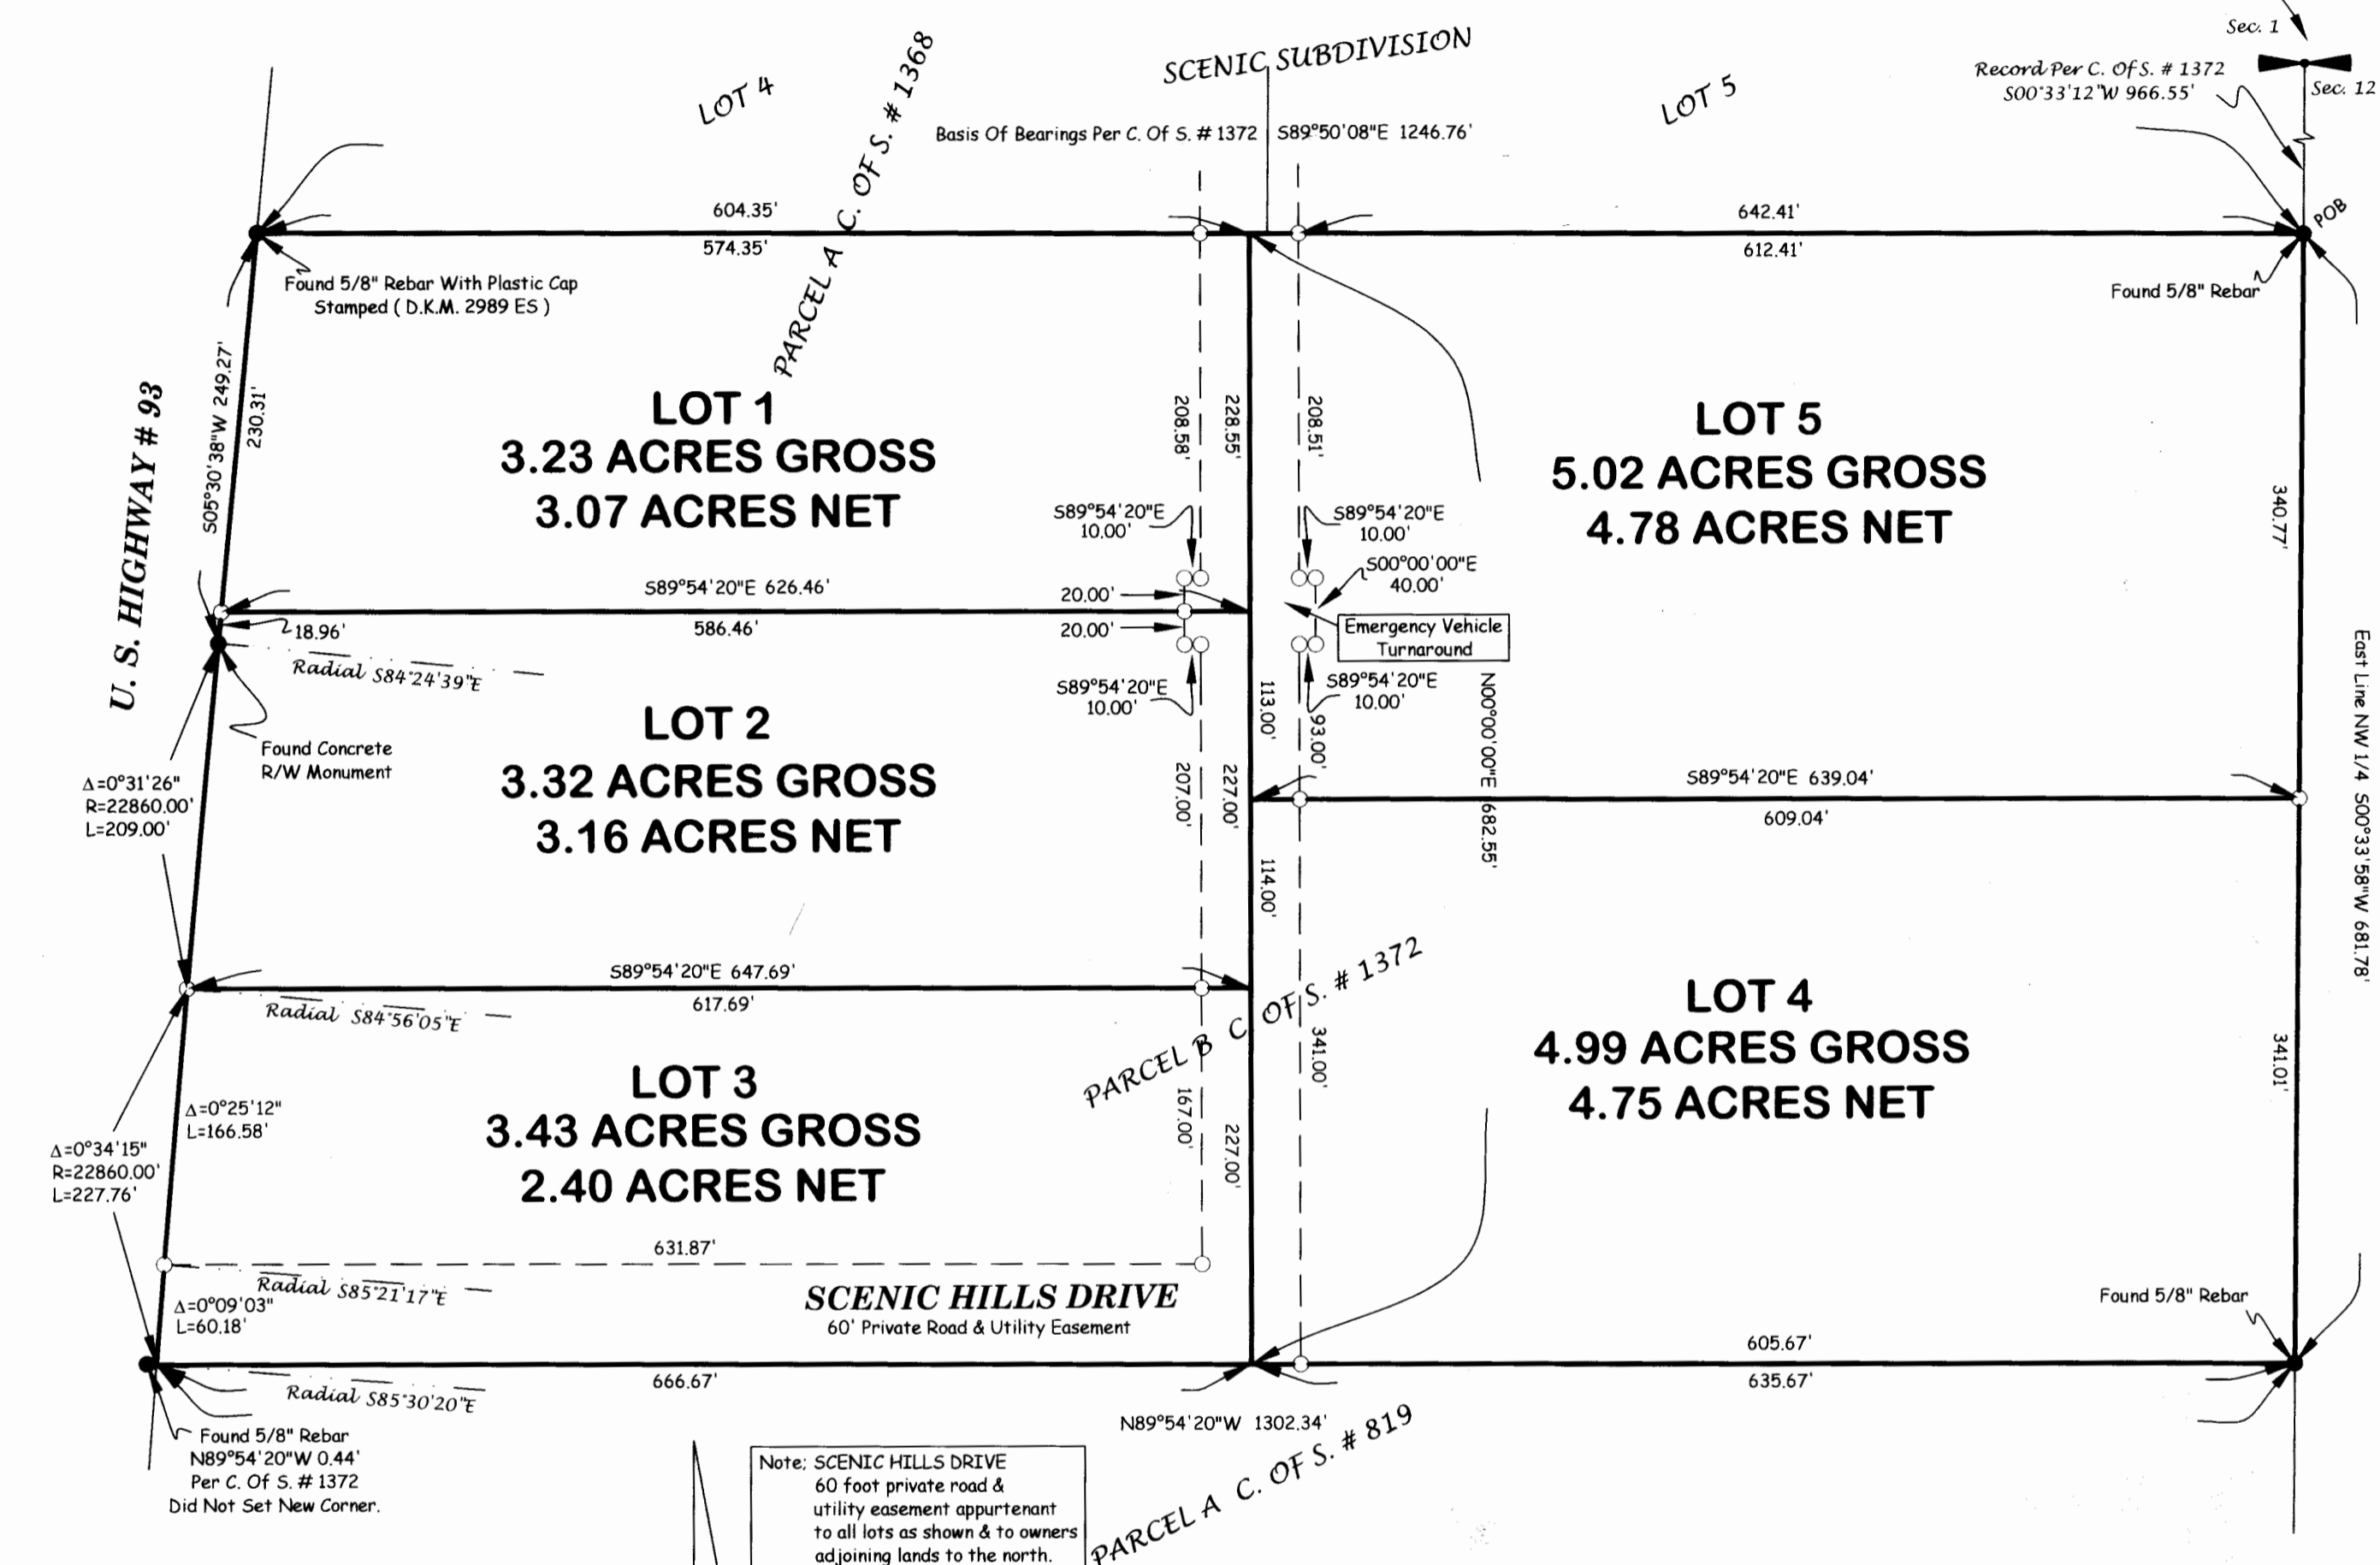 Sec. 1
Record Per C. Of S. # 1372
S00°33'12"W 966.55'
Sec. 12
SCENIC SUBDIVISION
LOT 4
PARCEL A C. OF S. # 1368
LOT 5
Basis Of Bearings Per C. Of S. # 1372 S89°50'08"E 1246.76'
604.35'
574.35'
642.41'
612.41'
POB
Found 5/8" Rebar With Plastic Cap
Stamped ( D.K.M. 2989 ES )
Found 5/8" Rebar
U. S. HIGHWAY # 93
S05°30'38"W 249.27'
230.31'
LOT 1
3.23 ACRES GROSS
3.07 ACRES NET
208.58'
228.55'
208.51'
LOT 5
5.02 ACRES GROSS
4.78 ACRES NET
340.77'
S89°54'20"E
10.00'
S89°54'20"E
10.00'
S00°00'00"E
40.00'
S89°54'20"E 626.46'
586.46'
20.00'
20.00'
Emergency Vehicle
Turnaround
18.96'
Radial S84°24'39"E
S89°54'20"E
10.00'
S89°54'20"E
10.00'
113.00'
93.00'
N00°00'00"E 682.55'
East Line NW 1/4 S00°33'58"W 681.78'
Found Concrete
R/W Monument
Δ=0°31'26"
R=22860.00'
L=209.00'
LOT 2
3.32 ACRES GROSS
3.16 ACRES NET
207.00'
227.00'
S89°54'20"E 639.04'
609.04'
114.00'
S89°54'20"E 647.69'
617.69'
Radial S84°56'05"E
PARCEL B C OF S. # 1372
LOT 4
4.99 ACRES GROSS
4.75 ACRES NET
341.00'
341.01'
LOT 3
3.43 ACRES GROSS
2.40 ACRES NET
167.00'
227.00'
Δ=0°25'12"
L=166.58'
Δ=0°34'15"
R=22860.00'
L=227.76'
631.87'
Radial S85°21'17"E
Δ=0°09'03"
L=60.18'
SCENIC HILLS DRIVE
60' Private Road & Utility Easement
Found 5/8" Rebar
605.67'
635.67'
666.67'
Radial S85°30'20"E
N89°54'20"W 1302.34'
PARCEL A C. OF S. # 819
Found 5/8" Rebar
N89°54'20"W 0.44'
Per C. Of S. # 1372
Did Not Set New Corner.
Note; SCENIC HILLS DRIVE
60 foot private road &
utility easement appurtenant
to all lots as shown & to owners
adjoining lands to the north.